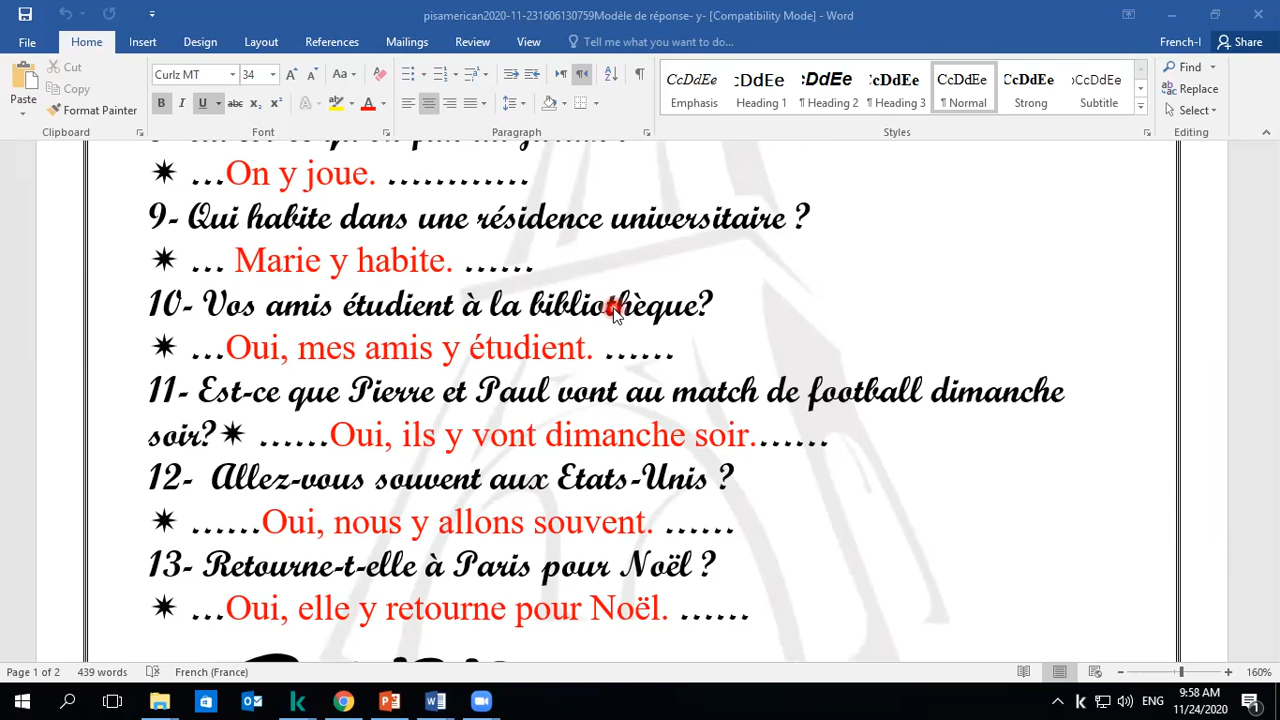 pisamerican2020-11-231606130759Modèle de réponse- y- [Compatibility Mode] - Word
File Home Insert Design Layout References Mailings Review View Tell me what you want to do... French-I Share
Cut
Copy
Paste
Format Painter
Curlz MT 34
CcDdEe CcDdEe CcDdEe CcDdEe CcDdEe CcDdEe CcDdEe
Emphasis ¶ Heading 1 ¶ Heading 2 ¶ Heading 3 ¶ Normal Strong Subtitle
Find
Replace
Select
Clipboard Font Paragraph Styles Editing
✷ …On y joue. …………
9- Qui habite dans une résidence universitaire ?
✷ … Marie y habite. ……
10- Vos amis étudient à la bibliothèque?
✷ …Oui, mes amis y étudient. ……
11- Est-ce que Pierre et Paul vont au match de football dimanche
soir?✷ ……Oui, ils y vont dimanche soir.……
12- Allez-vous souvent aux Etats-Unis ?
✷ ……Oui, nous y allons souvent. ……
13- Retourne-t-elle à Paris pour Noël ?
✷ …Oui, elle y retourne pour Noël. ……
Page 1 of 2 439 words French (France) 160%
ENG 9:58 AM
11/24/2020